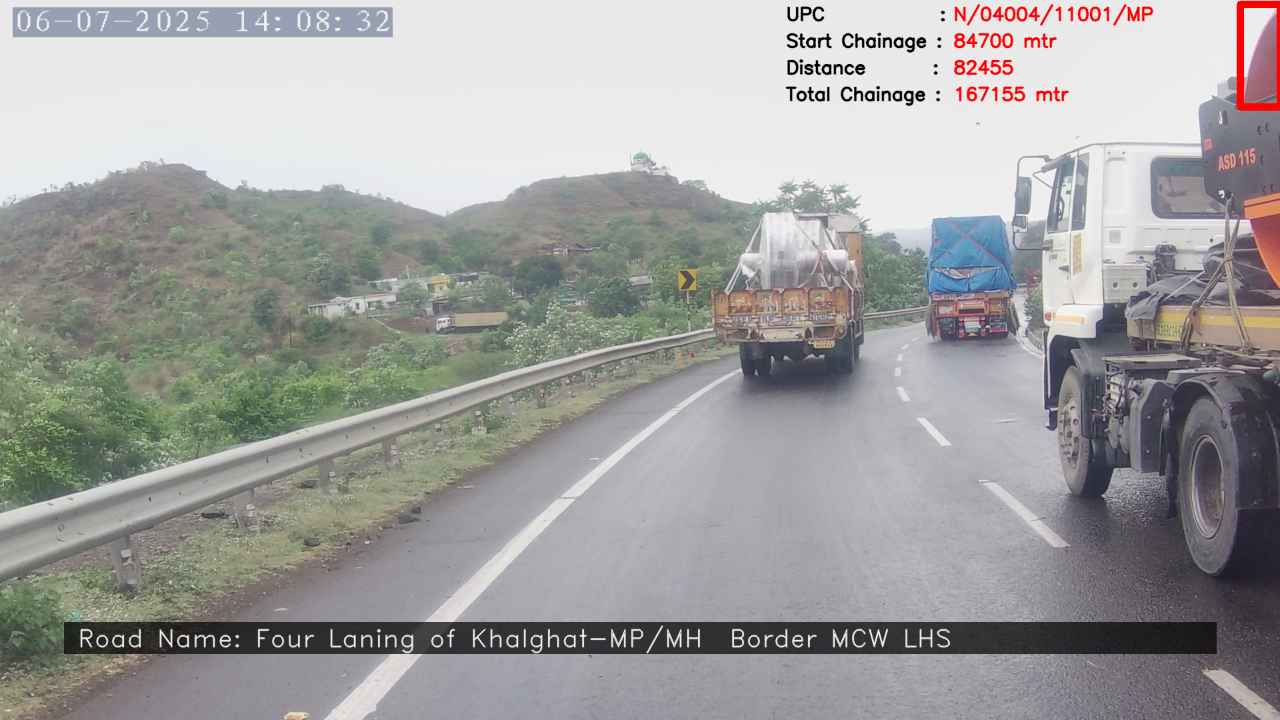 06-07-2025 14:08:32
UPC : N/04004/11001/MP
Start Chainage : 84700 mtr
Distance : 82455
Total Chainage : 167155 mtr
ASD 115
Road Name: Four Laning of Khalghat-MP/MH Border MCW LHS